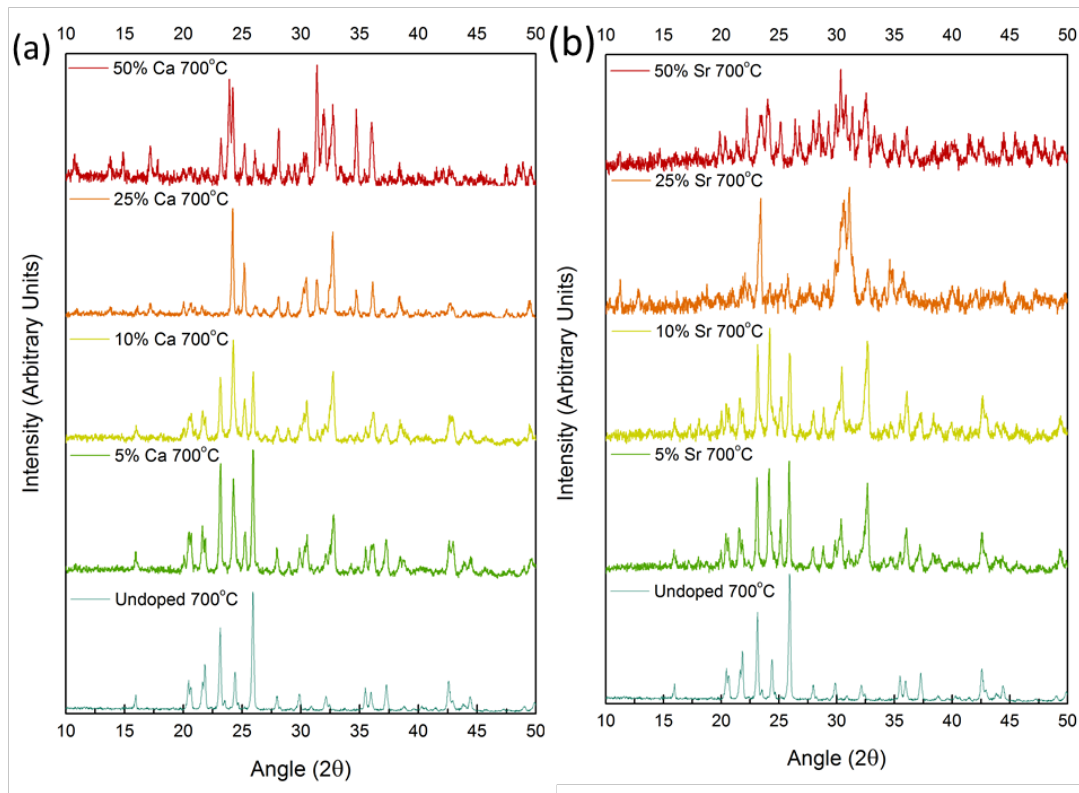 (a)
10 15 20 25 30 35 40 45 50
50% Ca 700°C
25% Ca 700°C
10% Ca 700°C
5% Ca 700°C
Undoped 700°C
Intensity (Arbitrary Units)
10 15 20 25 30 35 40 45 50
Angle (2θ)
(b)
10 15 20 25 30 35 40 45 50
50% Sr 700°C
25% Sr 700°C
10% Sr 700°C
5% Sr 700°C
Undoped 700°C
Intensity (Arbitrary Units)
10 15 20 25 30 35 40 45 50
Angle (2θ)